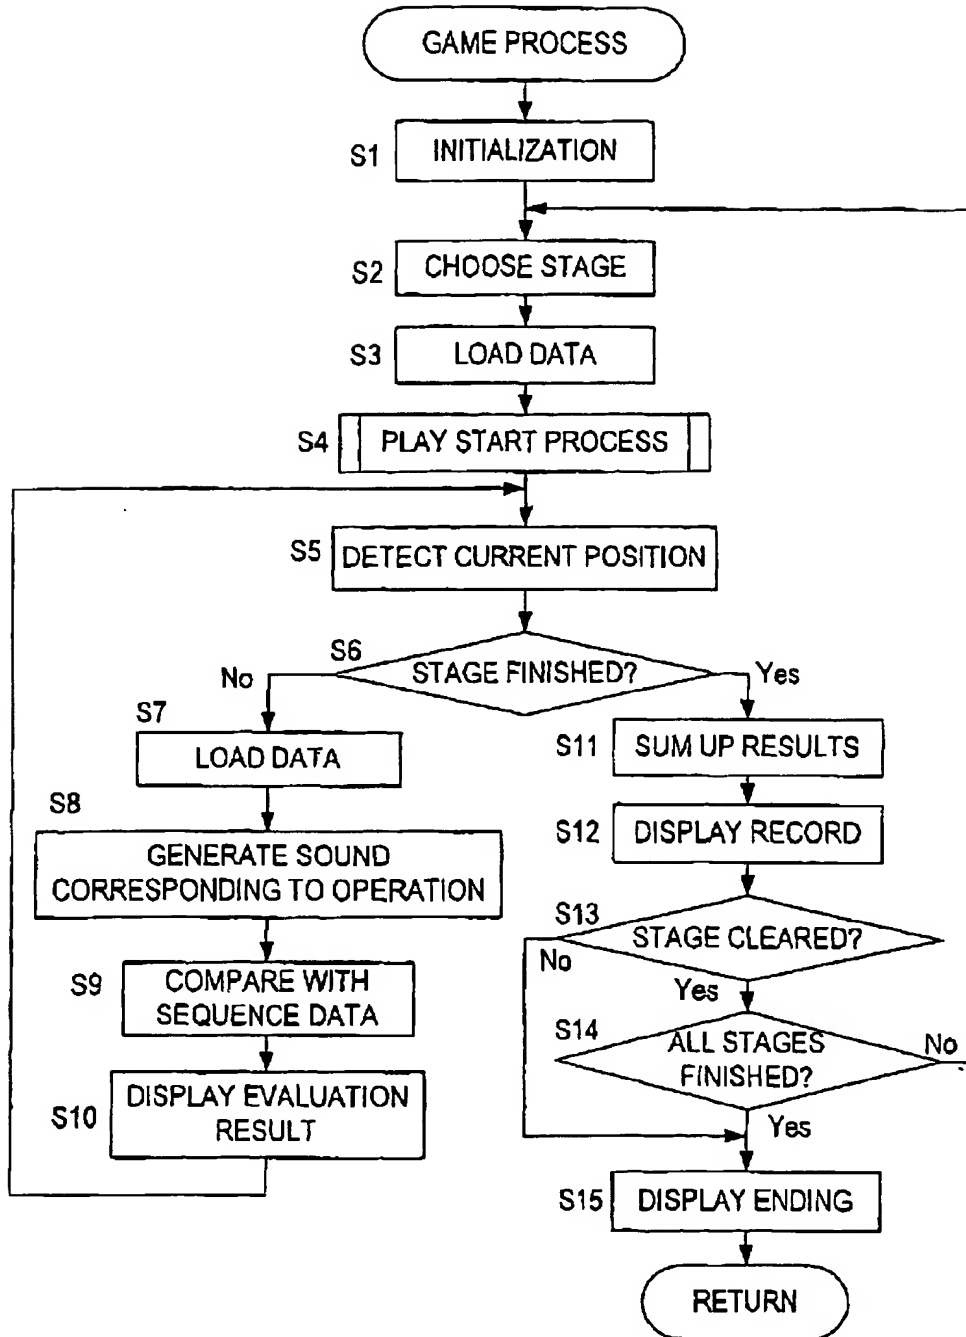 GAME PROCESS
S1
INITIALIZATION
S2
CHOOSE STAGE
S3
LOAD DATA
S4
PLAY START PROCESS
S5
DETECT CURRENT POSITION
S6
STAGE FINISHED?
No
Yes
S7
LOAD DATA
S8
GENERATE SOUND
CORRESPONDING TO OPERATION
S9
COMPARE WITH
SEQUENCE DATA
S10
DISPLAY EVALUATION
RESULT
S11
SUM UP RESULTS
S12
DISPLAY RECORD
S13
STAGE CLEARED?
No
Yes
S14
ALL STAGES
FINISHED?
No
Yes
S15
DISPLAY ENDING
RETURN